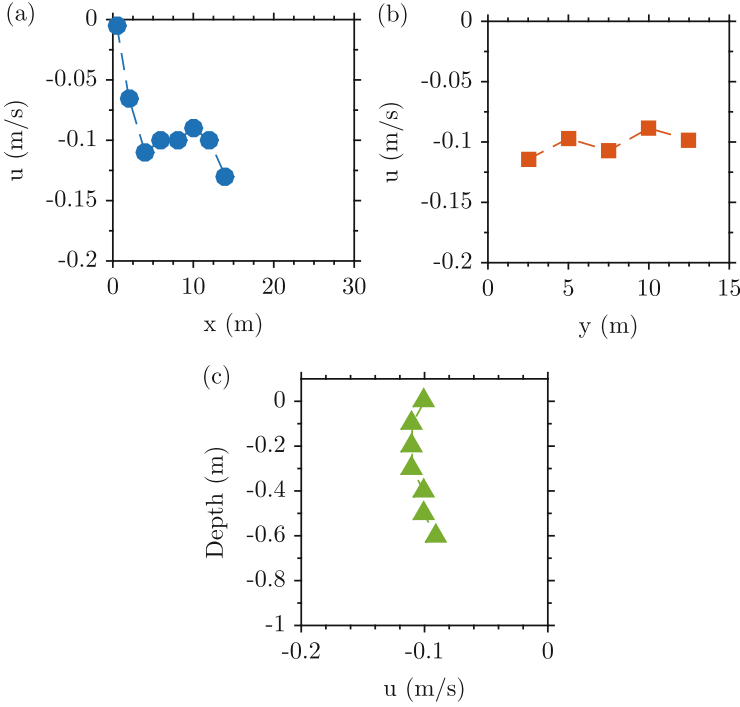 (a)
0
-0.05
-0.1
-0.15
-0.2
u (m/s)
0 10 20 30
x (m)
(b)
0
-0.05
-0.1
-0.15
-0.2
u (m/s)
0 5 10 15
y (m)
(c)
0
-0.2
-0.4
-0.6
-0.8
-1
Depth (m)
-0.2 -0.1 0
u (m/s)